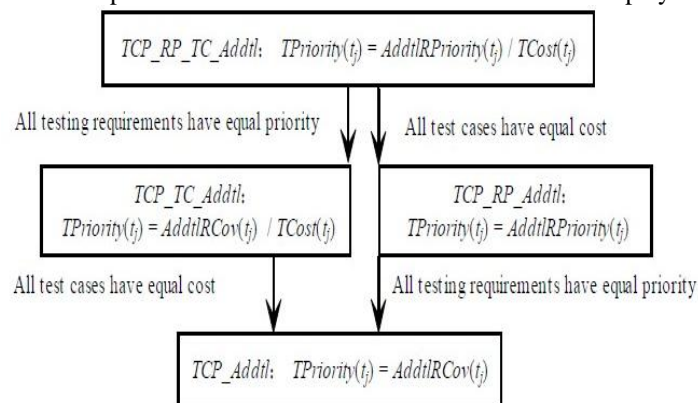 TCP_RP_TC_Addtl: TPriority(tj) = AddtlRPriority(tj) / TCost(tj)
All testing requirements have equal priority
All test cases have equal cost
TCP_TC_Addtl:
TPriority(tj) = AddtlRCov(tj) / TCost(tj)
TCP_RP_Addtl:
TPriority(tj) = AddtlRPriority(tj)
All test cases have equal cost
All testing requirements have equal priority
TCP_Addtl: TPriority(tj) = AddtlRCov(tj)